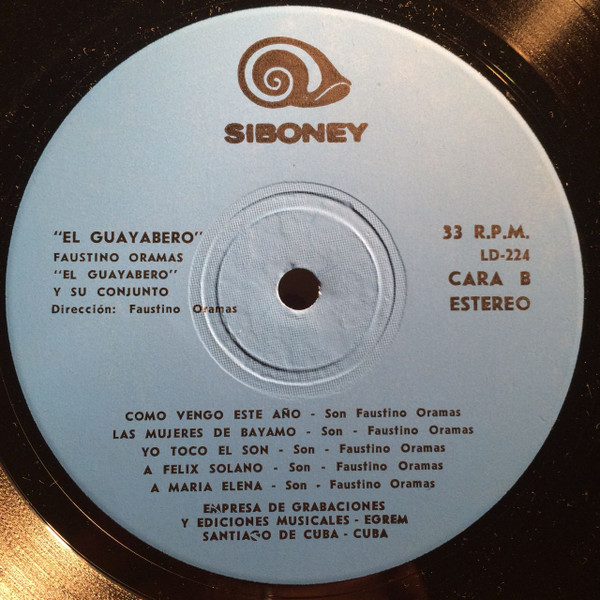 SIBONEY
"EL GUAYABERO"
FAUSTINO ORAMAS
"EL GUAYABERO"
Y SU CONJUNTO
Dirección: Faustino Oramas
33 R.P.M.
LD-224
CARA B
ESTEREO
COMO VENGO ESTE AÑO - Son Faustino Oramas
LAS MUJERES DE BAYAMO - Son - Faustino Oramas
YO TOCO EL SON - Son - Faustino Oramas
A FELIX SOLANO - Son - Faustino Oramas
A MARIA ELENA - Son - Faustino Oramas
EMPRESA DE GRABACIONES
Y EDICIONES MUSICALES - EGREM
SANTIAGO DE CUBA - CUBA